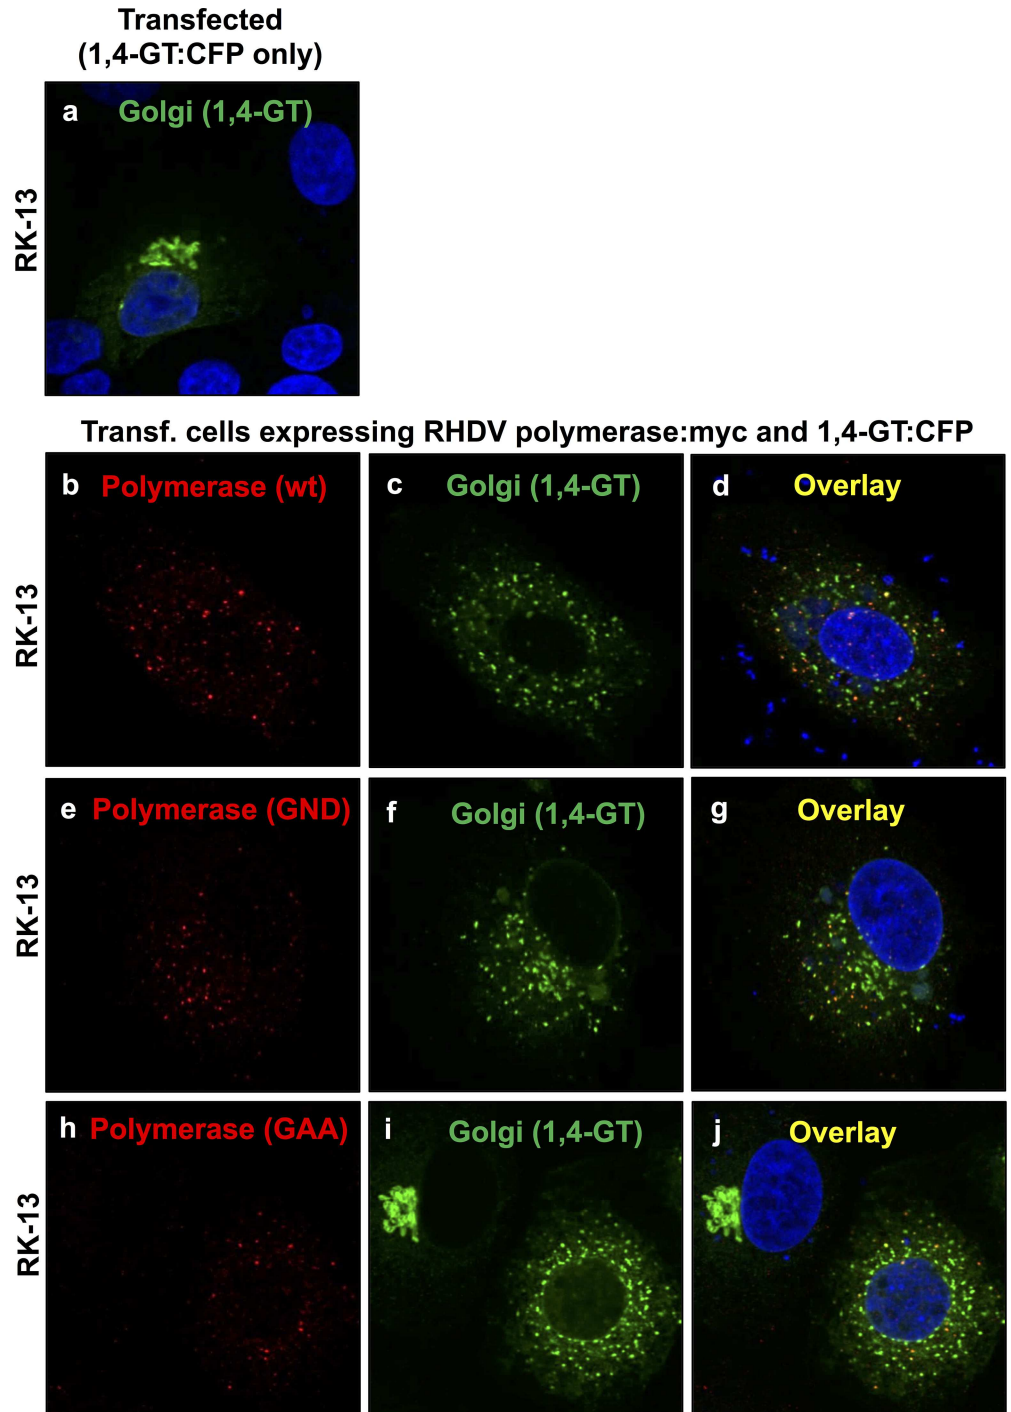 Transfected
(1,4-GT:CFP only)
a Golgi (1,4-GT)
RK-13
Transf. cells expressing RHDV polymerase:myc and 1,4-GT:CFP
b Polymerase (wt) c Golgi (1,4-GT) d Overlay
RK-13
e Polymerase (GND) f Golgi (1,4-GT) g Overlay
RK-13
h Polymerase (GAA) i Golgi (1,4-GT) j Overlay
RK-13